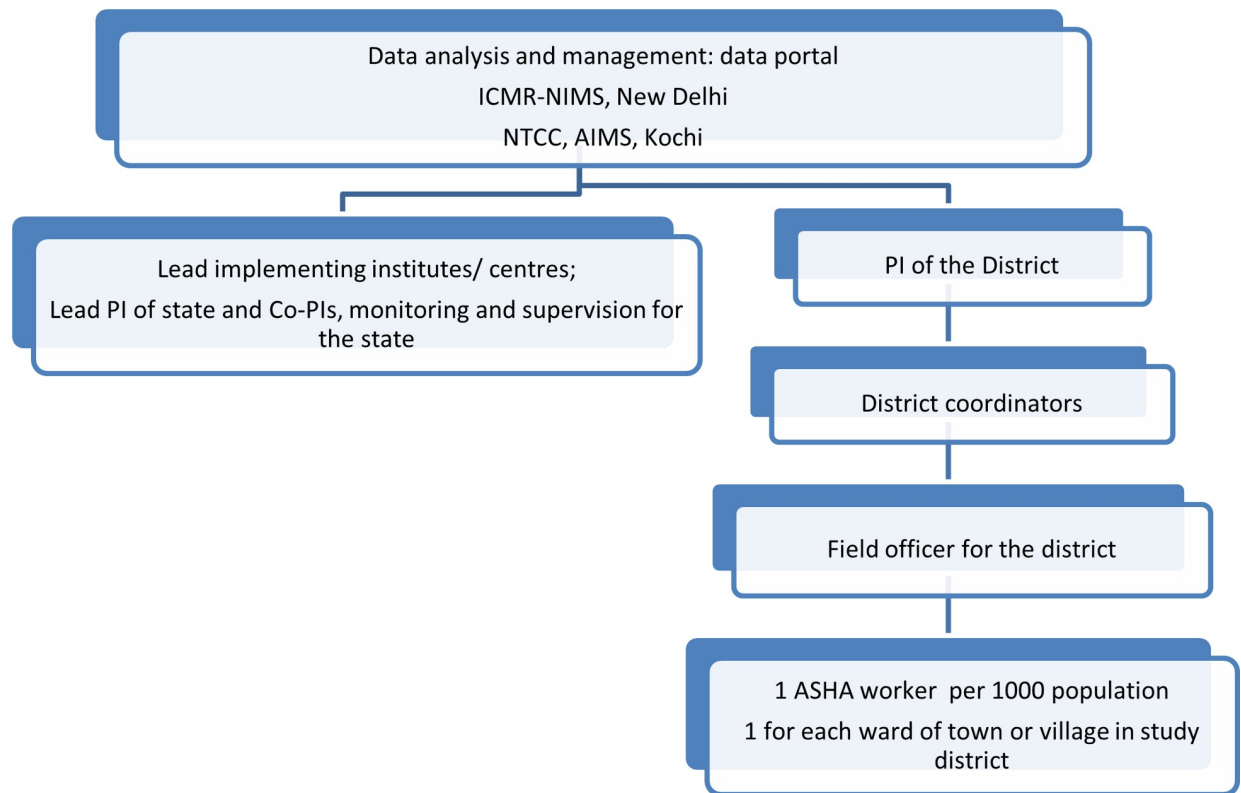 Data analysis and management: data portal
ICMR-NIMS, New Delhi
NTCC, AIMS, Kochi
Lead implementing institutes/ centres;
Lead PI of state and Co-PIs, monitoring and supervision for
the state
PI of the District
District coordinators
Field officer for the district
1 ASHA worker per 1000 population
1 for each ward of town or village in study
district